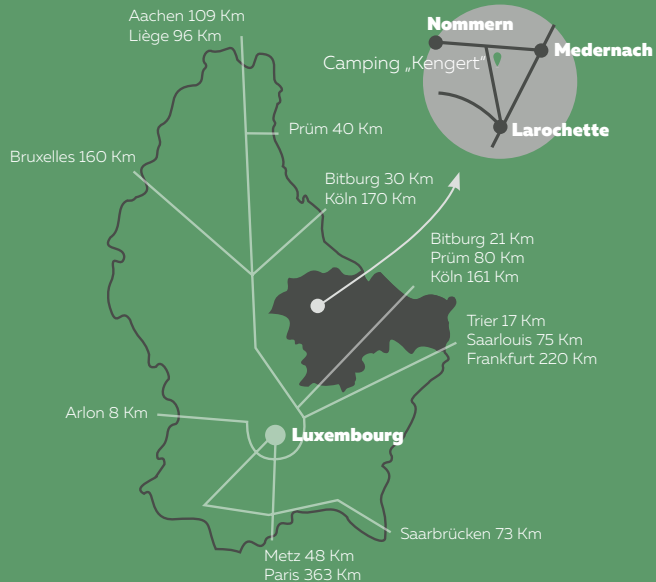 Aachen 109 Km
Liège 96 Km
Nommern
Medernach
Camping „Kengert“
Larochette
Prüm 40 Km
Bruxelles 160 Km
Bitburg 30 Km
Köln 170 Km
Bitburg 21 Km
Prüm 80 Km
Köln 161 Km
Trier 17 Km
Saarlouis 75 Km
Frankfurt 220 Km
Arlon 8 Km
Luxembourg
Saarbrücken 73 Km
Metz 48 Km
Paris 363 Km